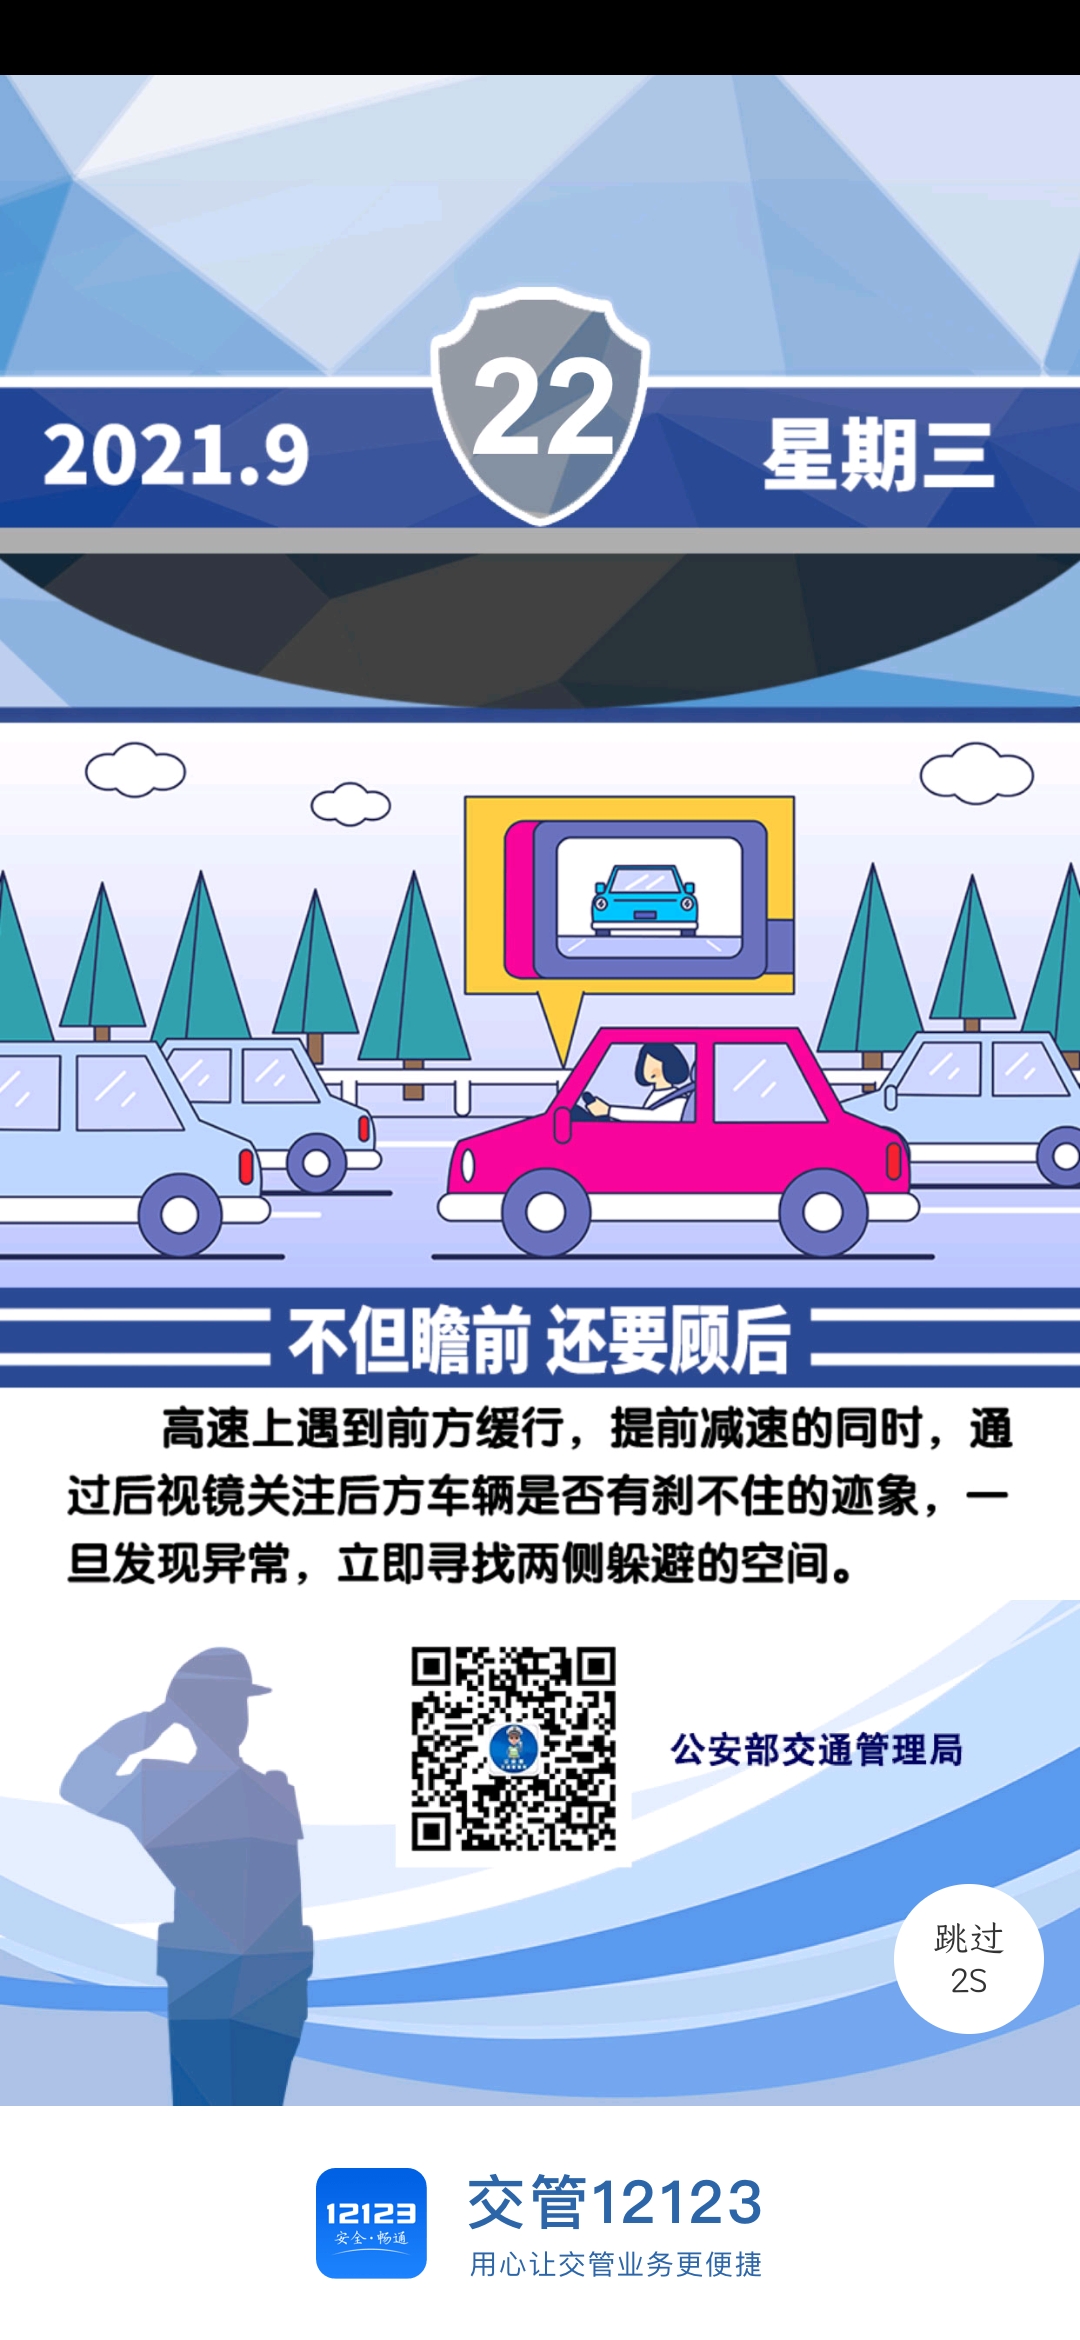 22
2021.9
星期三
不但瞻前 还要顾后
高速上遇到前方缓行，提前减速的同时，通
过后视镜关注后方车辆是否有刹不住的迹象，一
旦发现异常，立即寻找两侧躲避的空间。
公安部交通管理局
跳过
2S
12123
安全·畅通
交管12123
用心让交管业务更便捷